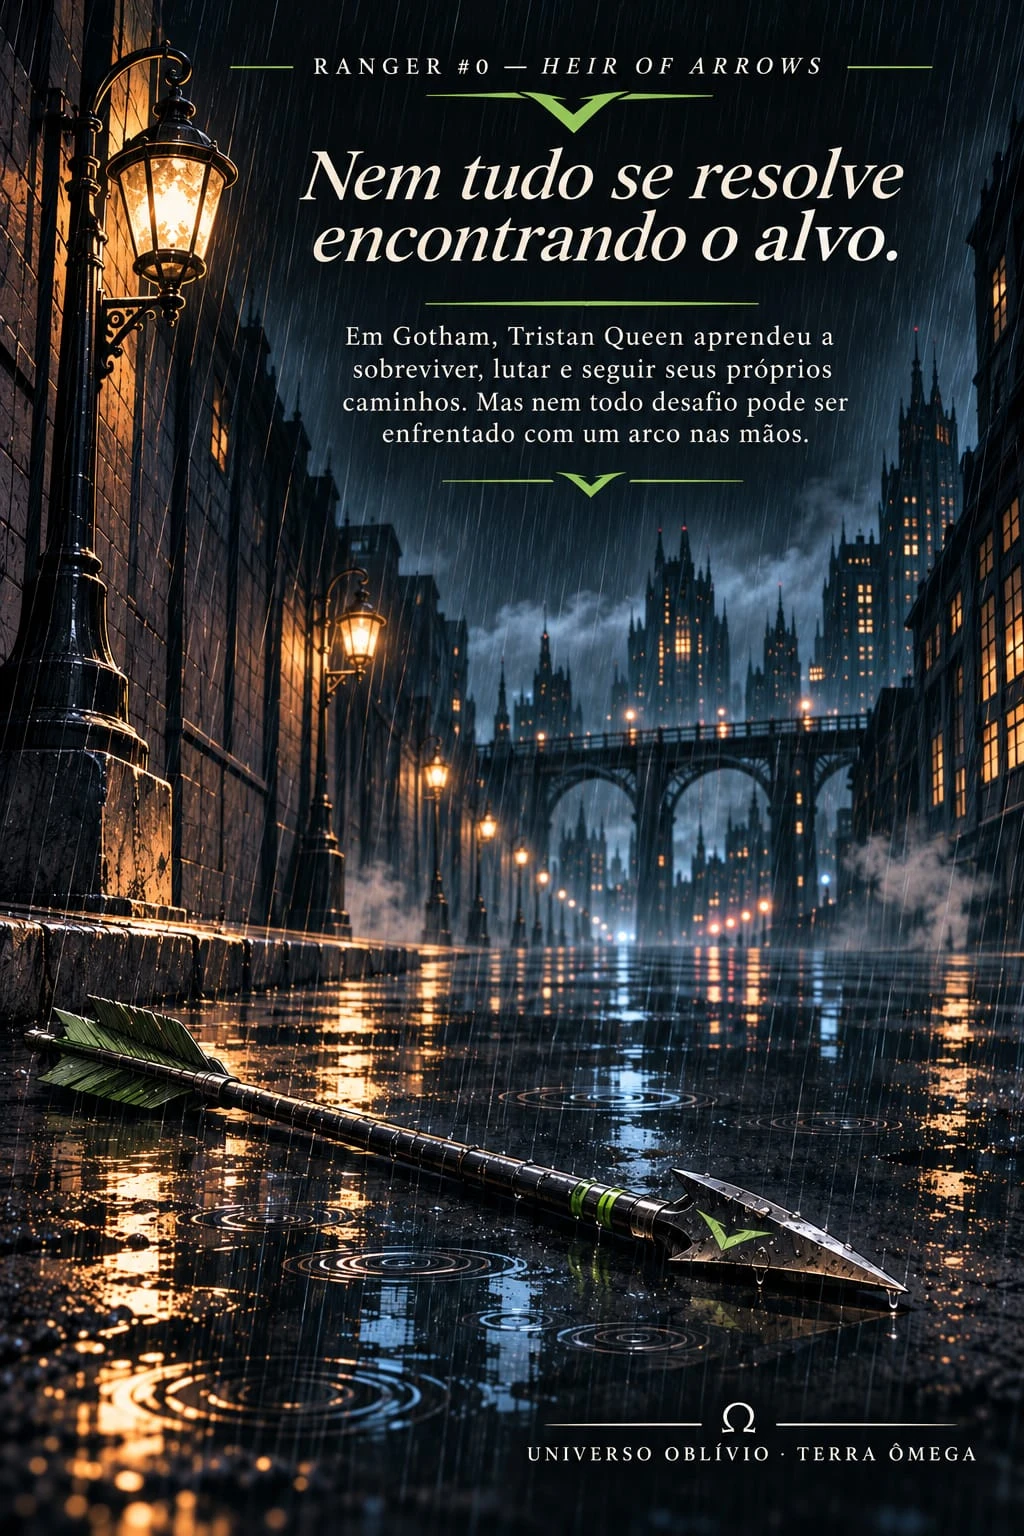 RANGER #0 — HEIR OF ARROWS
Nem tudo se resolve
encontrando o alvo.
Em Gotham, Tristan Queen aprendeu a
sobreviver, lutar e seguir seus próprios
caminhos. Mas nem todo desafio pode ser
enfrentado com um arco nas mãos.
Ω
UNIVERSO OBLÍVIO · TERRA ÔMEGA